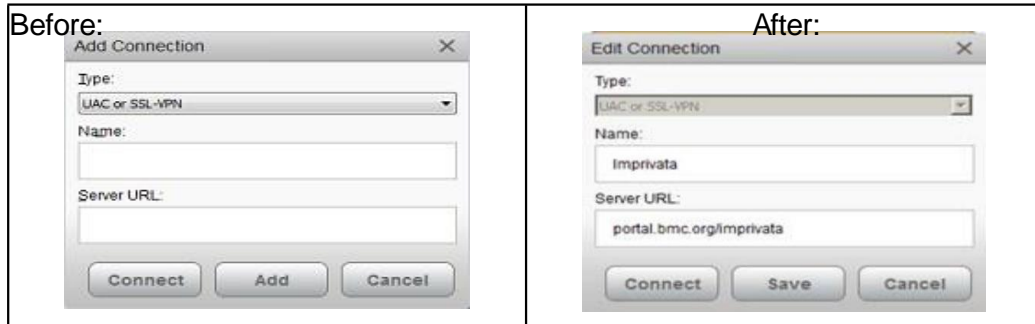 Before:
Add Connection
Type:
UAC or SSL-VPN
Name:
Server URL:
Connect Add Cancel
After:
Edit Connection
Type:
UAC or SSL-VPN
Name:
Imprivata
Server URL:
portal.bmc.org/imprivata
Connect Save Cancel